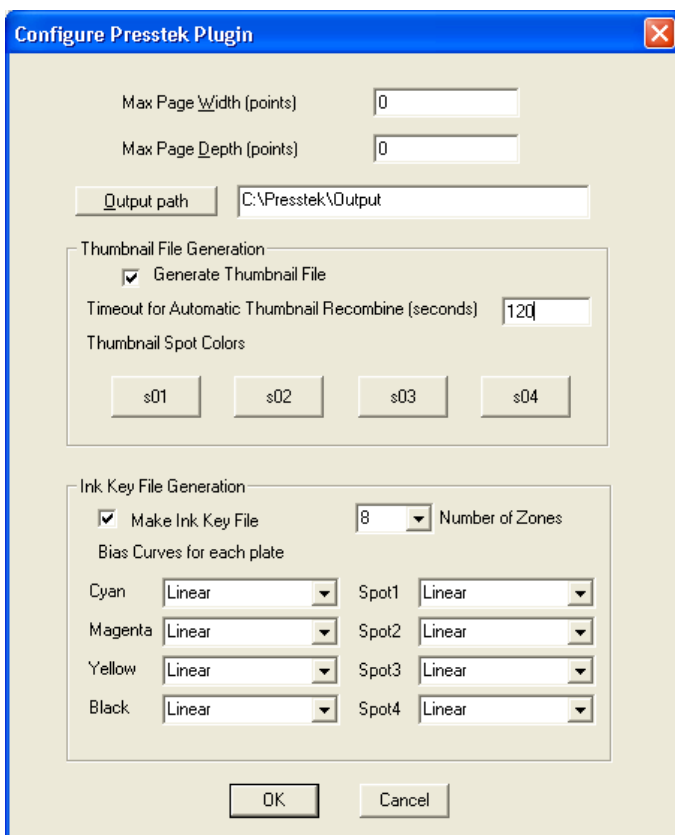 Configure Presstek Plugin
Max Page Width (points) 0
Max Page Depth (points) 0
Output path C:\Presstek\Output
Thumbnail File Generation
Generate Thumbnail File
Timeout for Automatic Thumbnail Recombine (seconds) 120
Thumbnail Spot Colors
s01 s02 s03 s04
Ink Key File Generation
Make Ink Key File 8 Number of Zones
Bias Curves for each plate
Cyan Linear Spot1 Linear
Magenta Linear Spot2 Linear
Yellow Linear Spot3 Linear
Black Linear Spot4 Linear
OK Cancel